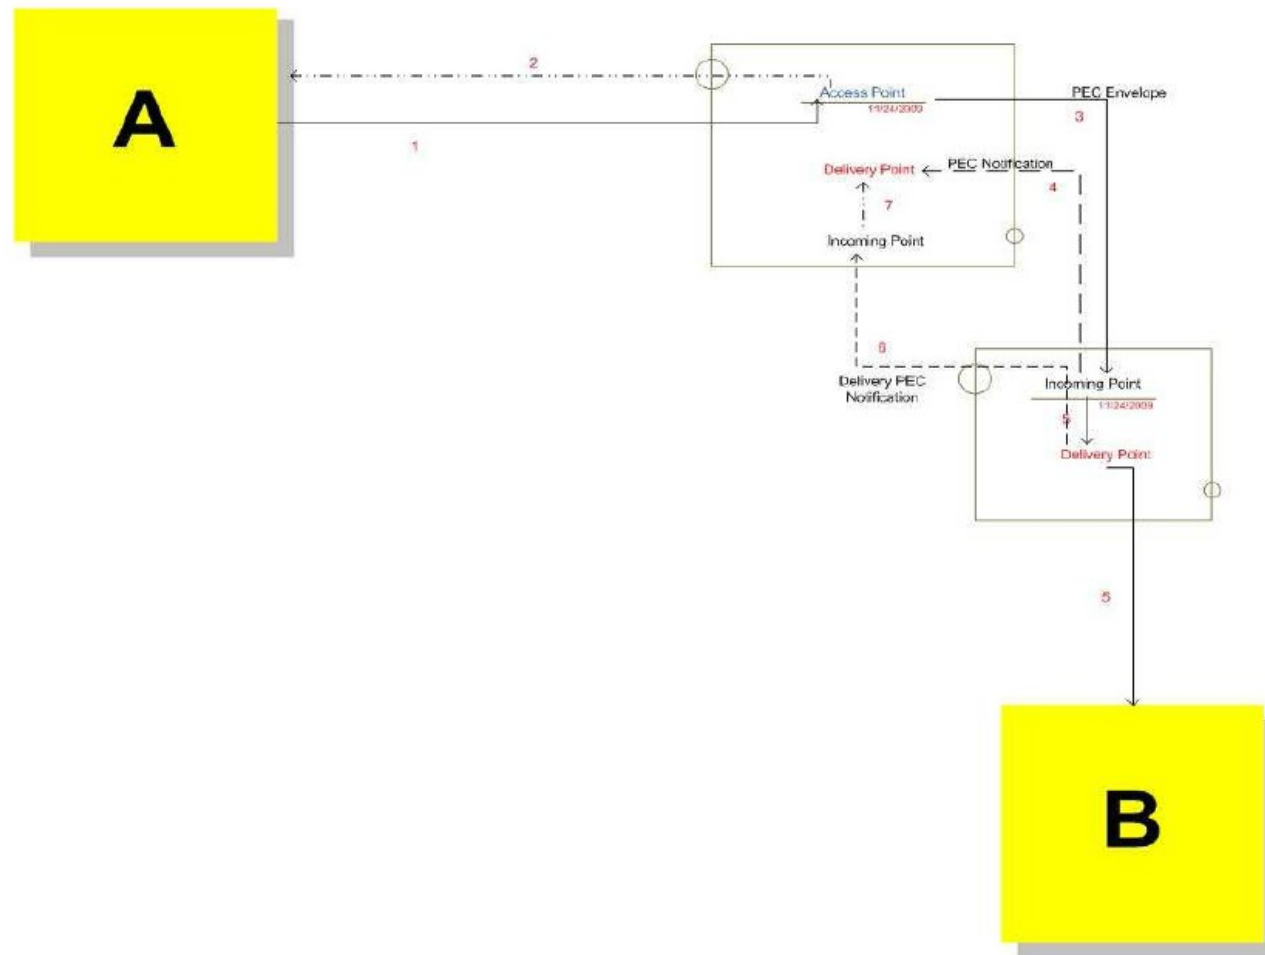 A
2
Access Point
11/24/2009
PEC Envelope
3
1
Delivery Point
PEC Notification
4
7
Incoming Point
6
Delivery PEC
Notification
Incoming Point
11/24/2009
5
Delivery Point
5
B